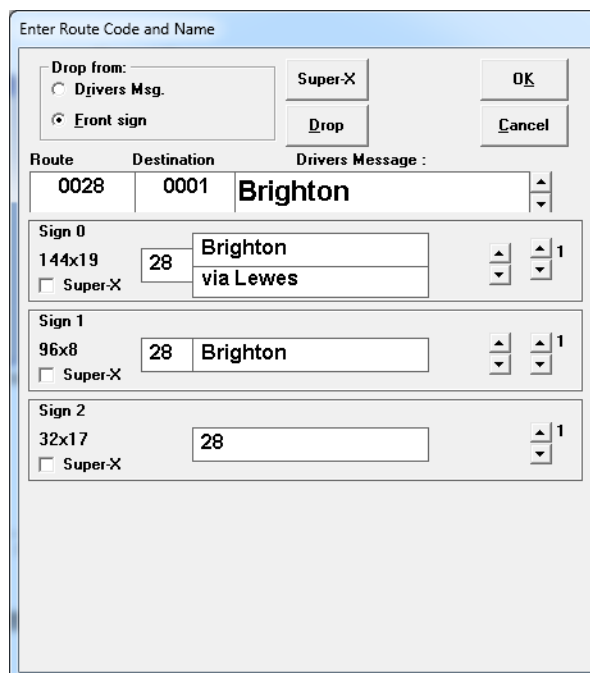 Enter Route Code and Name
Drop from:
Drivers Msg.
Front sign
Super-X
OK
Drop
Cancel
Route Destination Drivers Message :
0028 0001 Brighton
Sign 0
144x19
Super-X
28
Brighton
via Lewes
1
Sign 1
96x8
Super-X
28 Brighton
1
Sign 2
32x17
Super-X
28
1